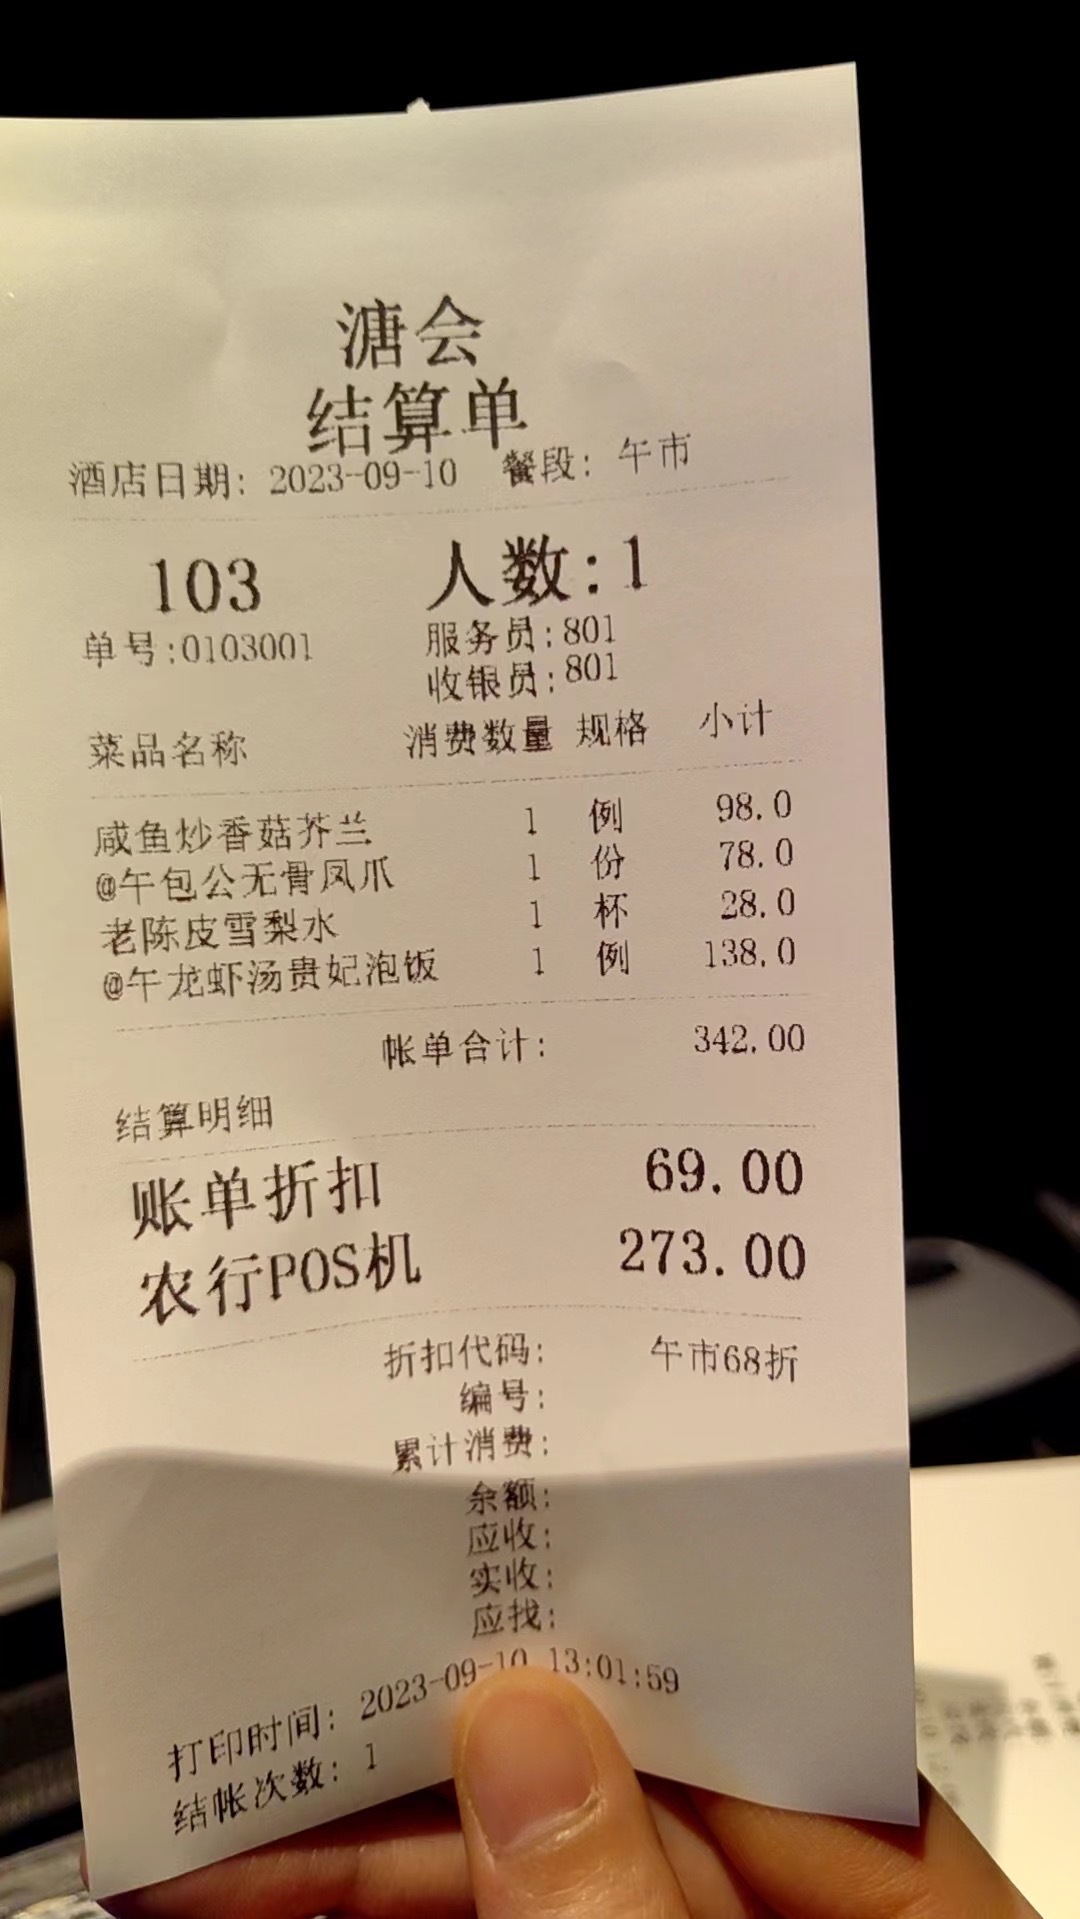 溏会
结算单
酒店日期: 2023-09-10 餐段: 午市
103 人数:1
单号:0103001 服务员:801
收银员:801
菜品名称 消费数量 规格 小计
咸鱼炒香菇芥兰 1 例 98.0
@午包公无骨凤爪 1 份 78.0
老陈皮雪梨水 1 杯 28.0
@午龙虾汤贵妃泡饭 1 例 138.0
帐单合计: 342.00
结算明细
账单折扣 69.00
农行POS机 273.00
折扣代码: 午市68折
编号:
累计消费:
余额:
应收:
实收:
应找:
打印时间: 2023-09-10 13:01:59
结帐次数: 1